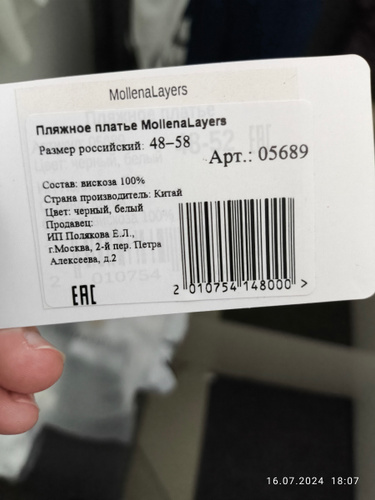 MollenaLayers
Пляжное платье MollenaLayers
Размер российский: 48–58
Арт.: 05689
Состав: вискоза 100%
Страна производитель: Китай
Цвет: черный, белый
Продавец:
ИП Полякова Е.Л.,
г.Москва, 2-й пер. Петра
Алексеева, д.2
EAC
2 010754 148000 >
16.07.2024 18:07